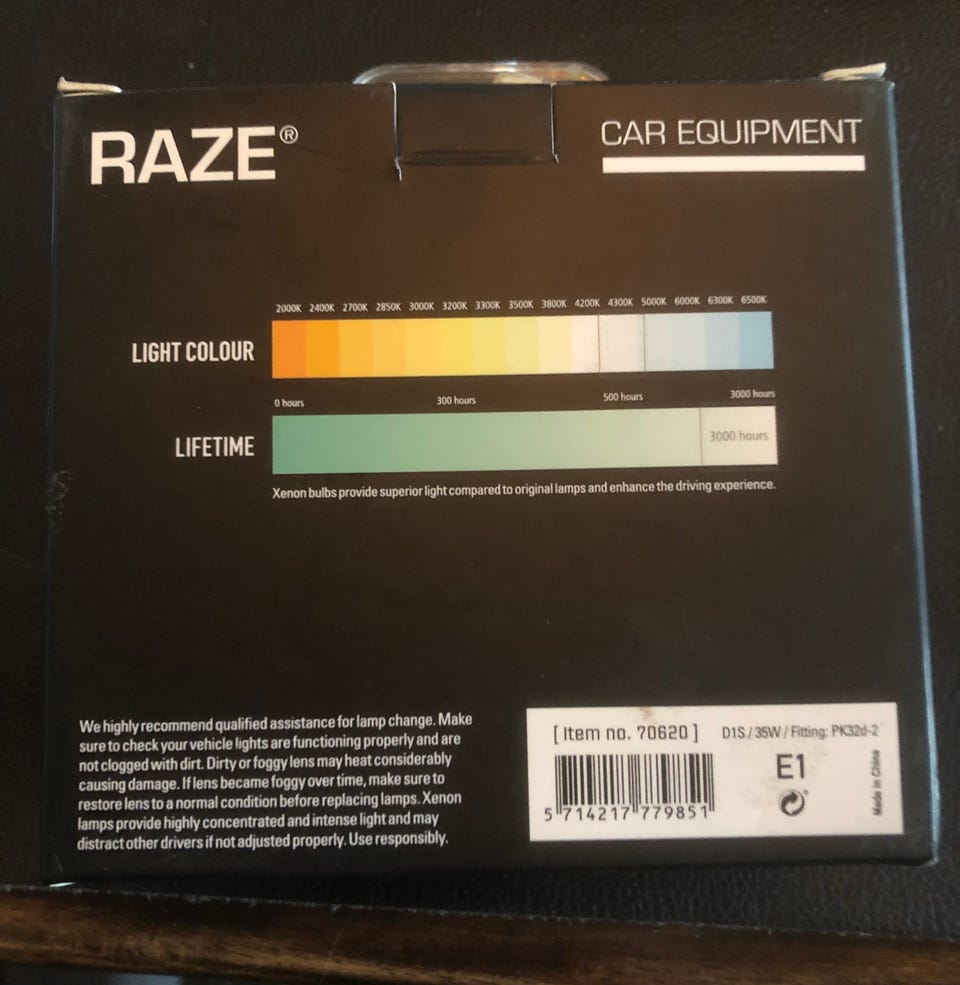 RAZE®
CAR EQUIPMENT
2000K 2400K 2700K 2850K 3000K 3200K 3300K 3500K 3800K 4200K 4300K 5000K 6000K 6300K 6500K
LIGHT COLOUR
0 hours 300 hours 500 hours 3000 hours
LIFETIME
3000 hours
Xenon bulbs provide superior light compared to original lamps and enhance the driving experience.
We highly recommend qualified assistance for lamp change. Make
sure to check your vehicle lights are functioning properly and are
not clogged with dirt. Dirty or foggy lens may heat considerably
causing damage. If lens became foggy over time, make sure to
restore lens to a normal condition before replacing lamps. Xenon
lamps provide highly concentrated and intense light and may
distract other drivers if not adjusted properly. Use responsibly.
[ Item no. 70620 ] D1S / 35W / Fitting: PK32d-2
E1
Made in China
5 714217 779851